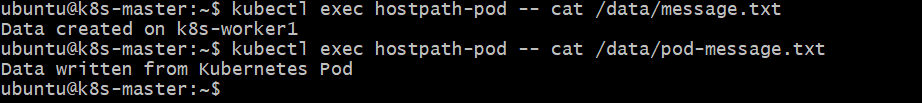 ubuntu@k8s-master:~$ kubectl exec hostpath-pod -- cat /data/message.txt
Data created on k8s-worker1
ubuntu@k8s-master:~$ kubectl exec hostpath-pod -- cat /data/pod-message.txt
Data written from Kubernetes Pod
ubuntu@k8s-master:~$